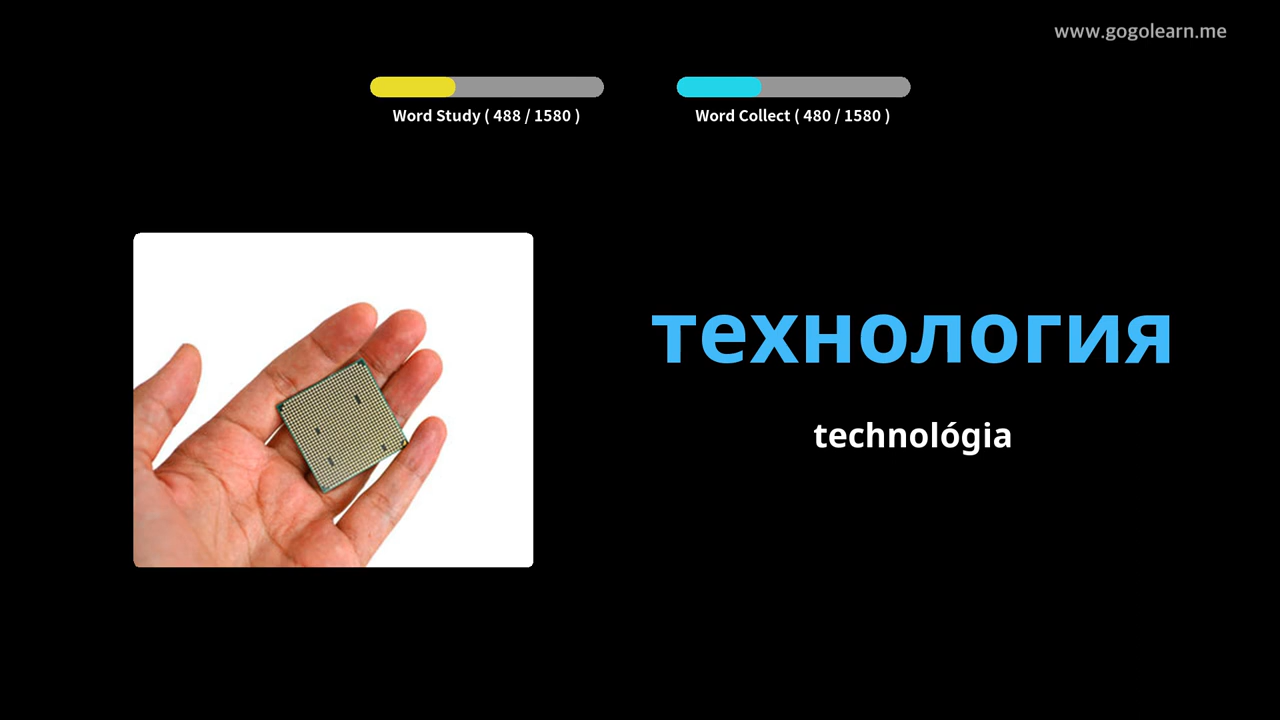 www.gogolearn.me
Word Study ( 488 / 1580 )
Word Collect ( 480 / 1580 )
технология
technológia